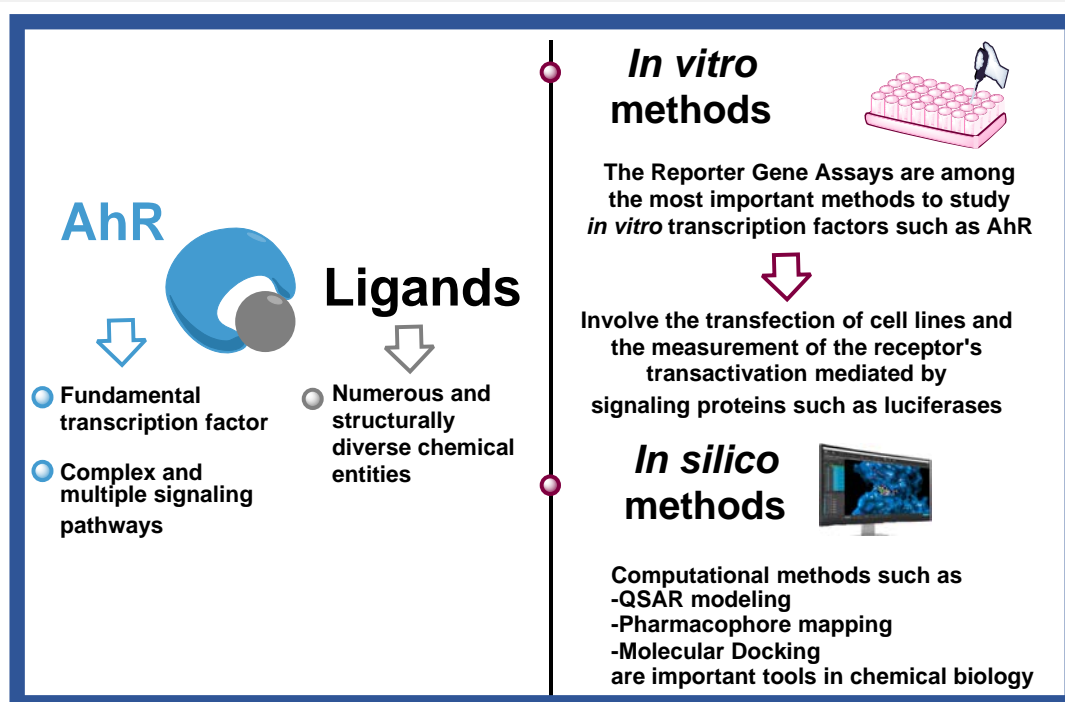 AhR
Ligands
Fundamental
transcription factor
Complex and
multiple signaling
pathways
Numerous and
structurally
diverse chemical
entities
In vitro
methods
The Reporter Gene Assays are among
the most important methods to study
in vitro transcription factors such as AhR
Involve the transfection of cell lines and
the measurement of the receptor's
transactivation mediated by
signaling proteins such as luciferases
In silico
methods
Computational methods such as
-QSAR modeling
-Pharmacophore mapping
-Molecular Docking
are important tools in chemical biology